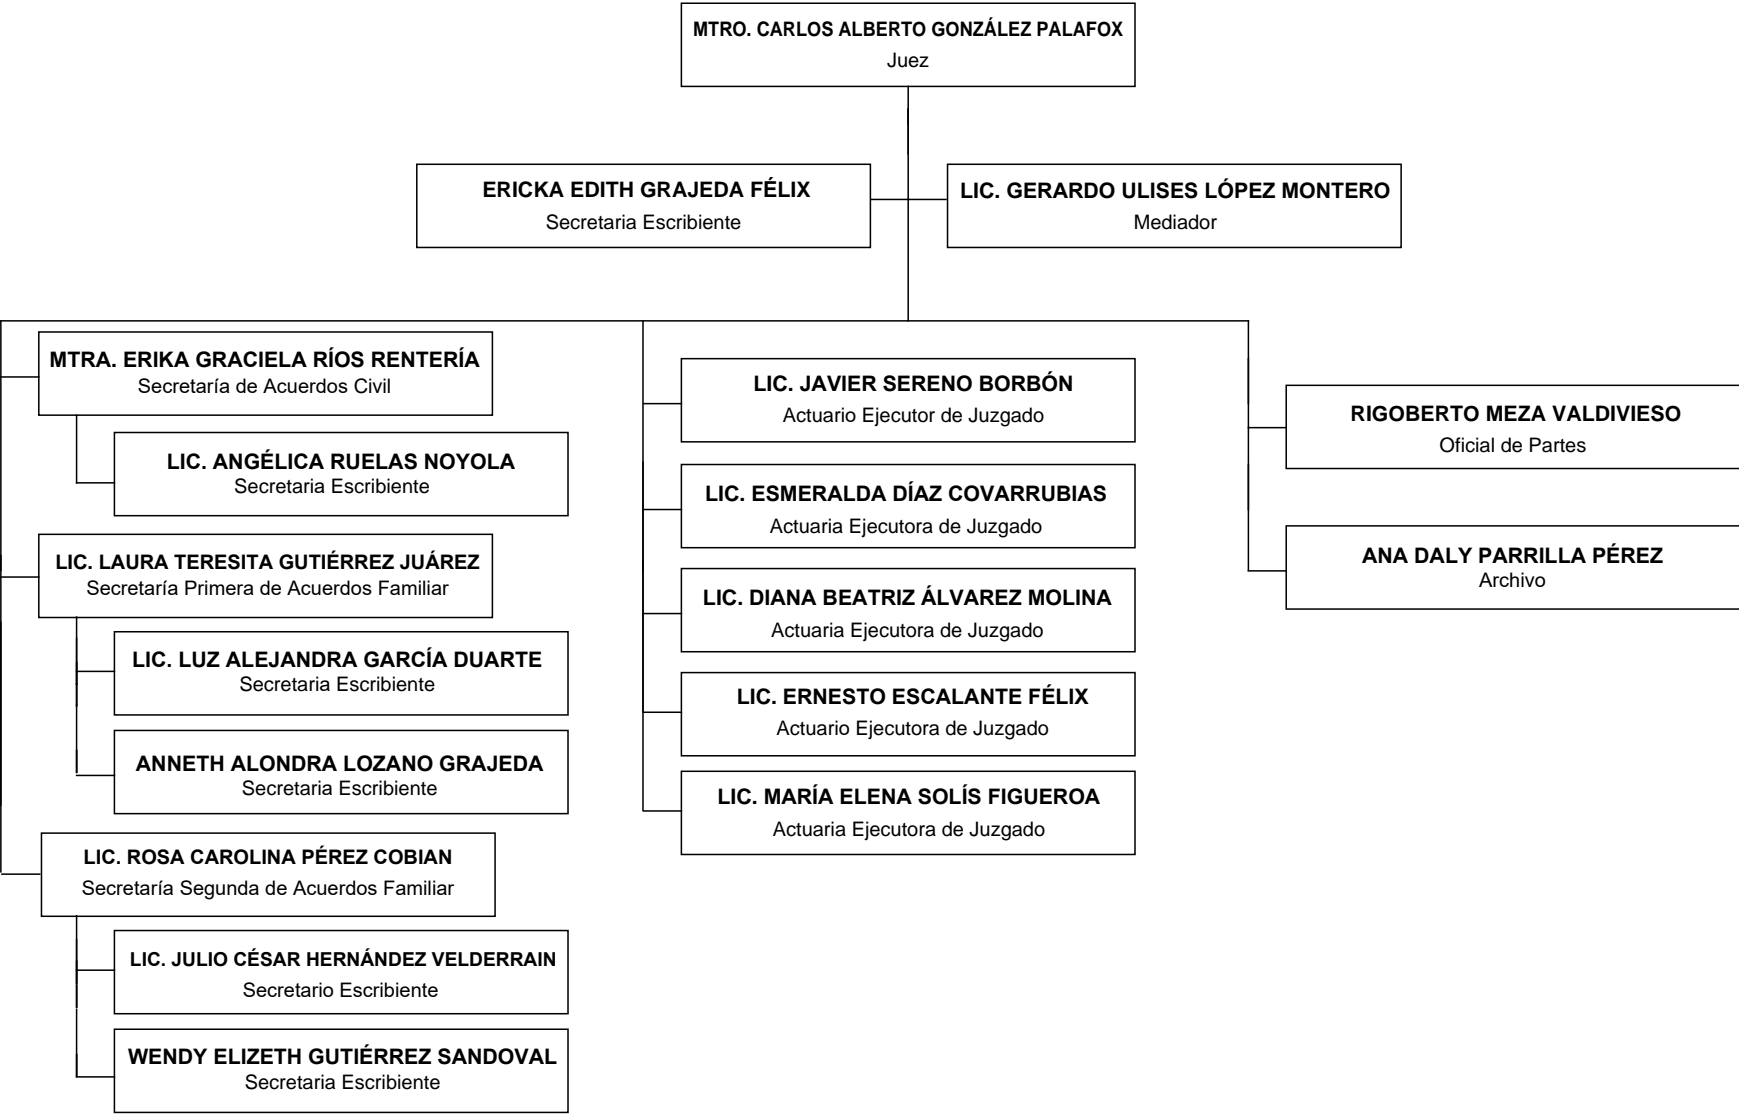 MTRO. CARLOS ALBERTO GONZÁLEZ PALAFOX
Juez
ERICKA EDITH GRAJEDA FÉLIX
Secretaria Escribiente
LIC. GERARDO ULISES LÓPEZ MONTERO
Mediador
MTRA. ERIKA GRACIELA RÍOS RENTERÍA
Secretaría de Acuerdos Civil
LIC. ANGÉLICA RUELAS NOYOLA
Secretaria Escribiente
LIC. LAURA TERESITA GUTIÉRREZ JUÁREZ
Secretaría Primera de Acuerdos Familiar
LIC. LUZ ALEJANDRA GARCÍA DUARTE
Secretaria Escribiente
ANNETH ALONDRA LOZANO GRAJEDA
Secretaria Escribiente
LIC. ROSA CAROLINA PÉREZ COBIAN
Secretaría Segunda de Acuerdos Familiar
LIC. JULIO CÉSAR HERNÁNDEZ VELDERRAIN
Secretario Escribiente
WENDY ELIZETH GUTIÉRREZ SANDOVAL
Secretaria Escribiente
LIC. JAVIER SERENO BORBÓN
Actuario Ejecutor de Juzgado
LIC. ESMERALDA DÍAZ COVARRUBIAS
Actuaria Ejecutora de Juzgado
LIC. DIANA BEATRIZ ÁLVAREZ MOLINA
Actuaria Ejecutora de Juzgado
LIC. ERNESTO ESCALANTE FÉLIX
Actuario Ejecutora de Juzgado
LIC. MARÍA ELENA SOLÍS FIGUEROA
Actuaria Ejecutora de Juzgado
RIGOBERTO MEZA VALDIVIESO
Oficial de Partes
ANA DALY PARRILLA PÉREZ
Archivo